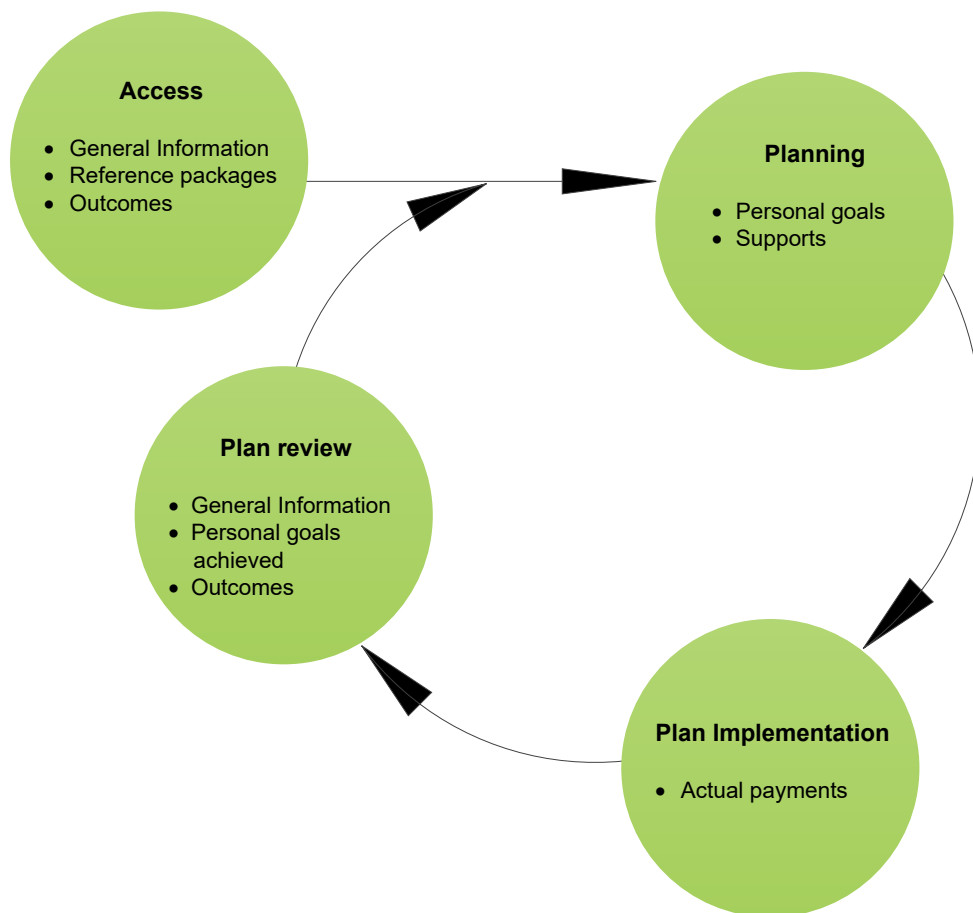 Access
• General Information
• Reference packages
• Outcomes
Planning
• Personal goals
• Supports
Plan review
• General Information
• Personal goals
achieved
• Outcomes
Plan Implementation
• Actual payments